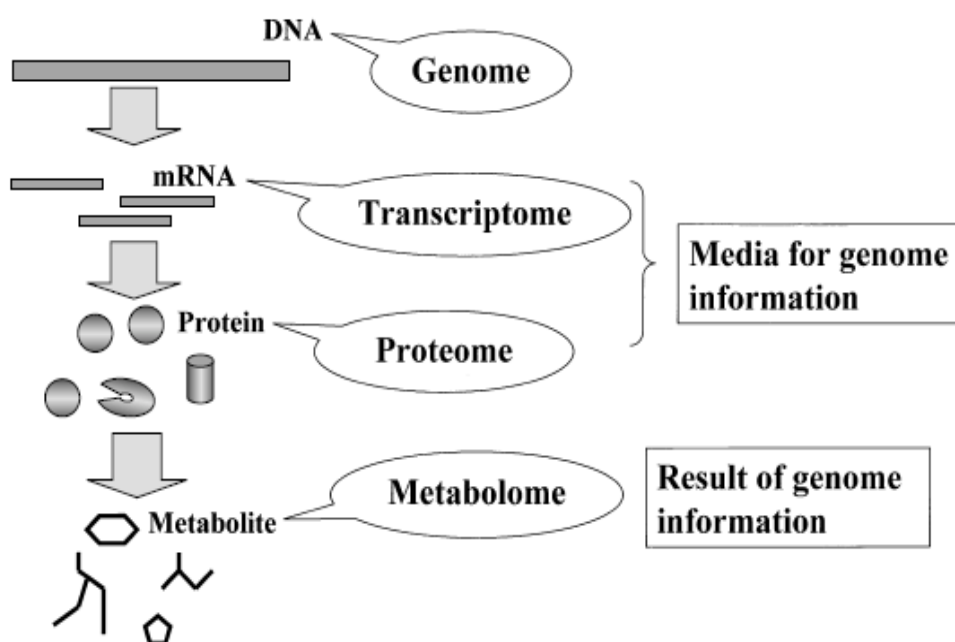 DNA
Genome
mRNA
Transcriptome
Media for genome
information
Protein
Proteome
Metabolome
Result of genome
information
Metabolite